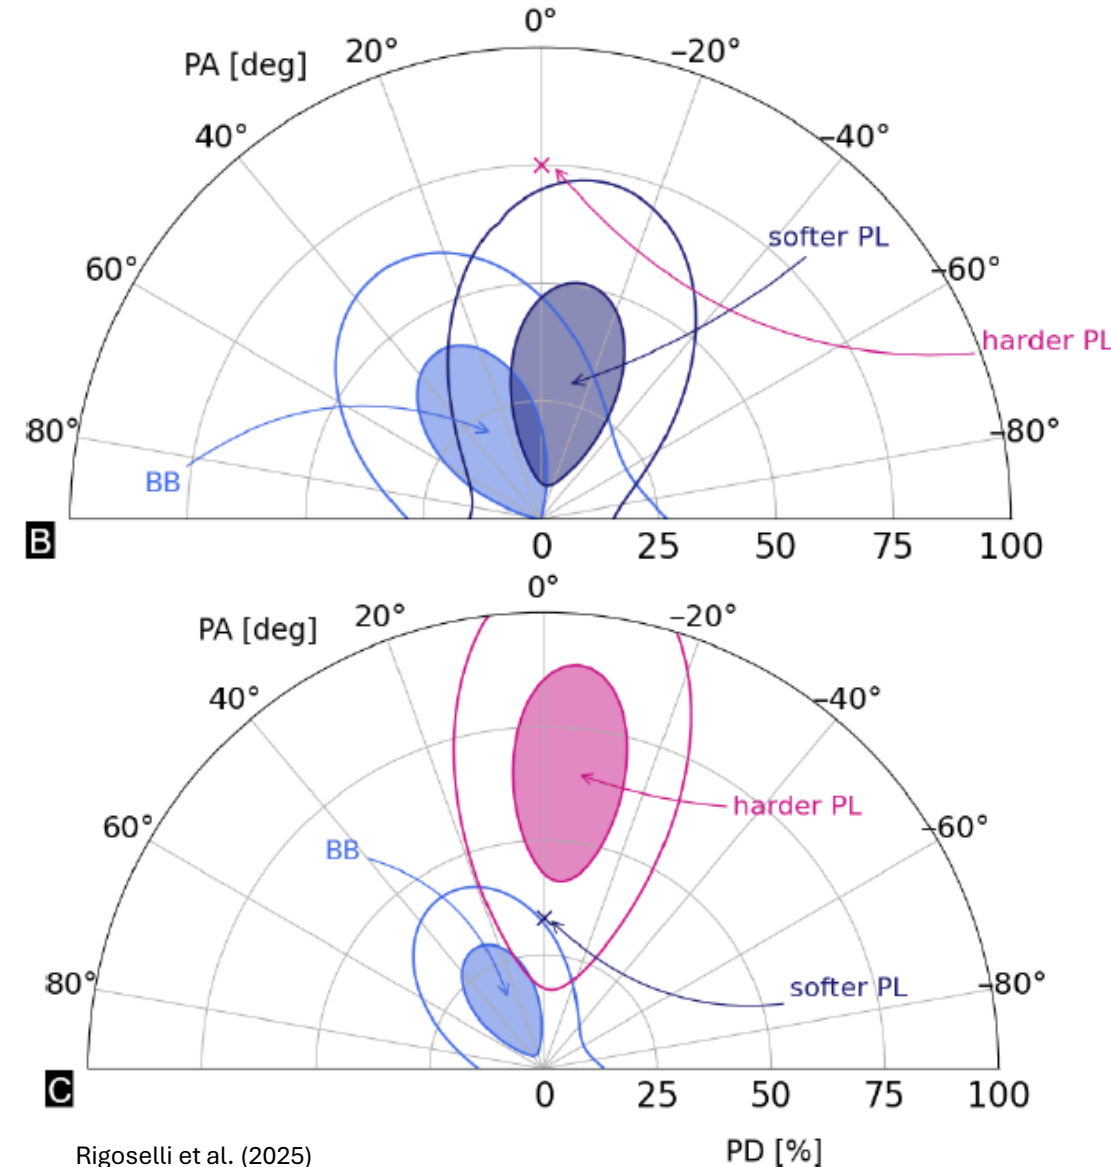 0°
PA [deg] 20° –20°
40° –40°
softer PL
60° –60°
harder PL
80° –80°
BB
B 0 25 50 75 100
0°
PA [deg] 20° –20°
40° –40°
harder PL
60° –60°
BB
softer PL
80° –80°
C 0 25 50 75 100
Rigoselli et al. (2025) PD [%]